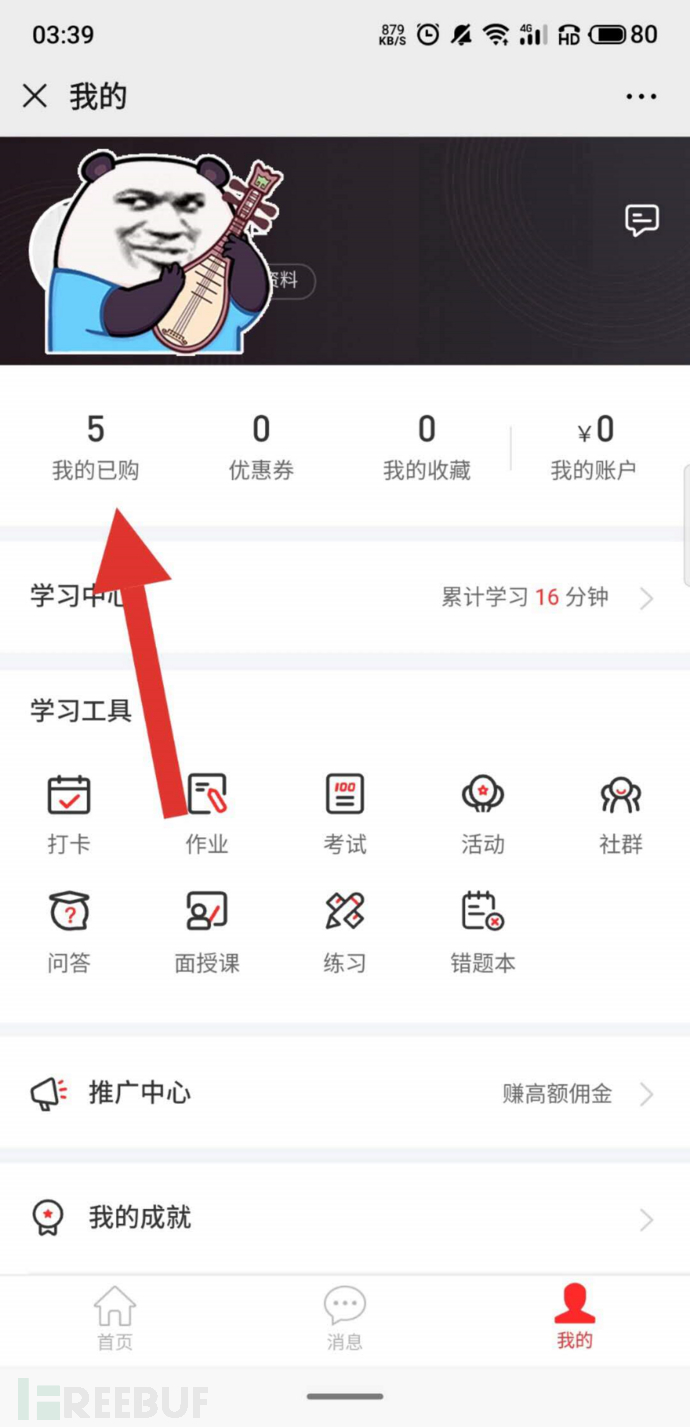 03:39 879 KB/S 4G HD 80
我的
资料
5 0 0 ¥0
我的已购 优惠券 我的收藏 我的账户
学习中心 累计学习 16 分钟
学习工具
100
打卡 作业 考试 活动 社群
?
问答 面授课 练习 错题本
推广中心 赚高额佣金
我的成就
首页 消息 我的
FREEBUF